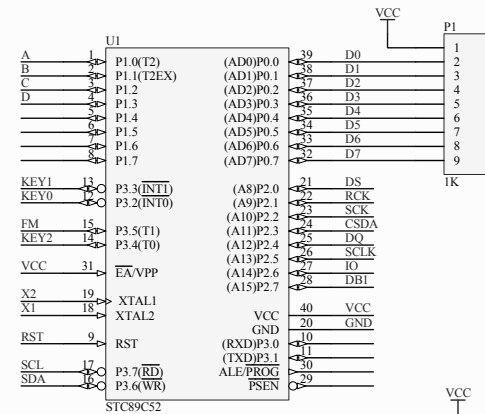 VCC
U1 P1
A 1 P1.0(T2) (AD0)P0.0 39 D0 1
B 2 P1.1(T2EX) (AD1)P0.1 38 D1 2
C 3 P1.2 (AD2)P0.2 37 D2 3
D 4 P1.3 (AD3)P0.3 36 D3 4
5 P1.4 (AD4)P0.4 35 D4 5
6 P1.5 (AD5)P0.5 34 D5 6
7 P1.6 (AD6)P0.6 33 D6 7
8 P1.7 (AD7)P0.7 32 D7 8
9
1K
KEY1 13 P3.3(INT1) (A8)P2.0 21 DS
KEY0 12 P3.2(INT0) (A9)P2.1 22 RCK
(A10)P2.2 23 SCK
FM 15 P3.5(T1) (A11)P2.3 24 CSDA
KEY2 14 P3.4(T0) (A12)P2.4 25 DQ
(A13)P2.5 26 SCLK
VCC 31 EA/VPP (A14)P2.6 27 IO
(A15)P2.7 28 DB1
X2 19 XTAL1
X1 18 XTAL2 VCC 40 VCC
GND 20 GND
RST 9 RST (RXD)P3.0 10
(TXD)P3.1 11
SCL 17 P3.7(RD) ALE/PROG 30
SDA 16 P3.6(WR) PSEN 29
STC89C52
VCC